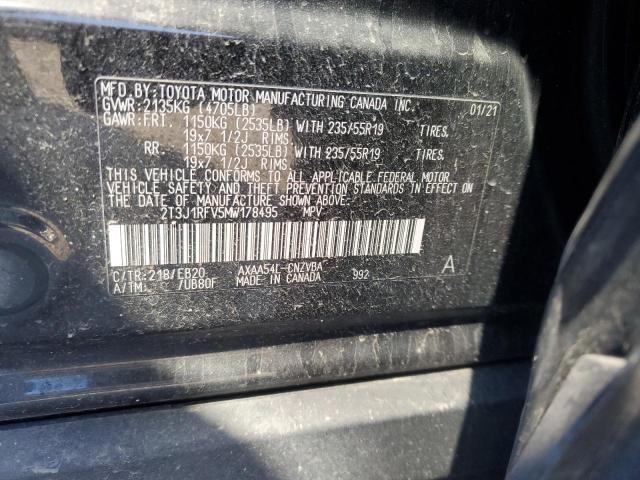 MFD.BY:TOYOTA MOTOR MANUFACTURING CANADA INC. 01/21
GVWR:2135KG (4705LB)
GAWR:FRT. 1150KG (2535LB) WITH 235/55R19 TIRES.
19x7 1/2J RIMS.
RR. 1150KG (2535LB) WITH 235/55R19 TIRES.
19x7 1/2J RIMS.
THIS VEHICLE CONFORMS TO ALL APPLICABLE FEDERAL MOTOR
VEHICLE SAFETY AND THEFT PREVENTION STANDARDS IN EFFECT
ON THE DATE OF MANUFACTURE SHOWN ABOVE.
2T3J1RFV5MW178495 MPV
C/TR:218/EB20 AXAA54L-CNZVBA 992 A
A/TM: /UB80F MADE IN CANADA